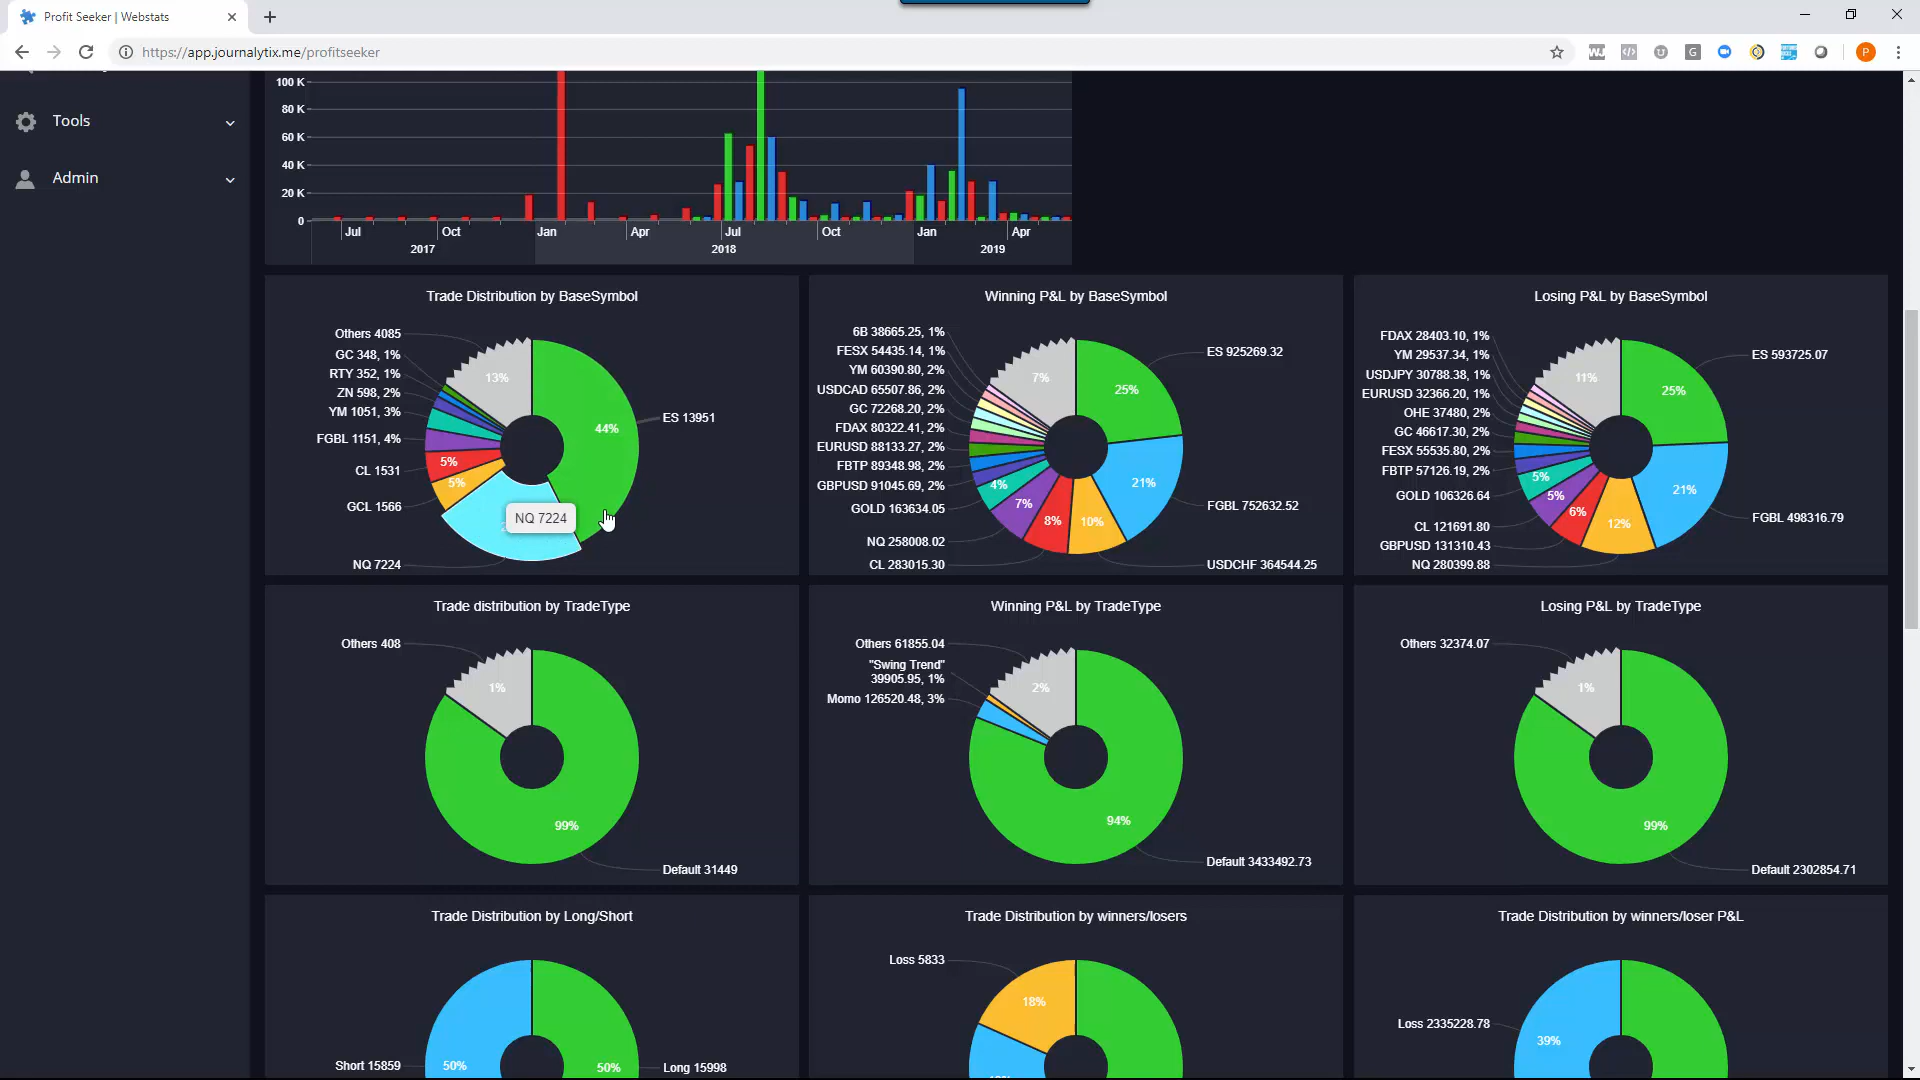 Profit Seeker | Webstats
https://app.journalytix.me/profitseeker
WJ
G
P
Tools
Admin
100 K
80 K
60 K
40 K
20 K
0
Jul
Oct
Jan
Apr
Jul
Oct
Jan
Apr
2017
2018
2019
Trade Distribution by BaseSymbol
Others 4085
GC 348, 1%
RTY 352, 1%
ZN 598, 2%
YM 1051, 3%
FGBL 1151, 4%
CL 1531
GCL 1566
NQ 7224
ES 13951
13%
44%
5%
5%
NQ 7224
Winning P&L by BaseSymbol
6B 38665.25, 1%
FESX 54435.14, 1%
YM 60390.80, 2%
USDCAD 65507.86, 2%
GC 72268.20, 2%
FDAX 80322.41, 2%
EURUSD 88133.27, 2%
FBTP 89348.98, 2%
GBPUSD 91045.69, 2%
GOLD 163634.05
NQ 258008.02
CL 283015.30
ES 925269.32
FGBL 752632.52
USDCHF 364544.25
7%
25%
21%
10%
8%
7%
4%
Losing P&L by BaseSymbol
FDAX 28403.10, 1%
YM 29537.34, 1%
USDJPY 30788.38, 1%
EURUSD 32366.20, 1%
OHE 37480, 2%
GC 46617.30, 2%
FESX 55535.80, 2%
FBTP 57126.19, 2%
GOLD 106326.64
CL 121691.80
GBPUSD 131310.43
NQ 280399.88
ES 593725.07
FGBL 498316.79
11%
25%
21%
12%
6%
5%
5%
Trade distribution by TradeType
Others 408
1%
99%
Default 31449
Winning P&L by TradeType
Others 61855.04
"Swing Trend"
39905.95, 1%
Momo 126520.48, 3%
2%
94%
Default 3433492.73
Losing P&L by TradeType
Others 32374.07
1%
99%
Default 2302854.71
Trade Distribution by Long/Short
Short 15859
50%
50%
Long 15998
Trade Distribution by winners/losers
Loss 5833
18%
Trade Distribution by winners/loser P&L
Loss 2335228.78
39%